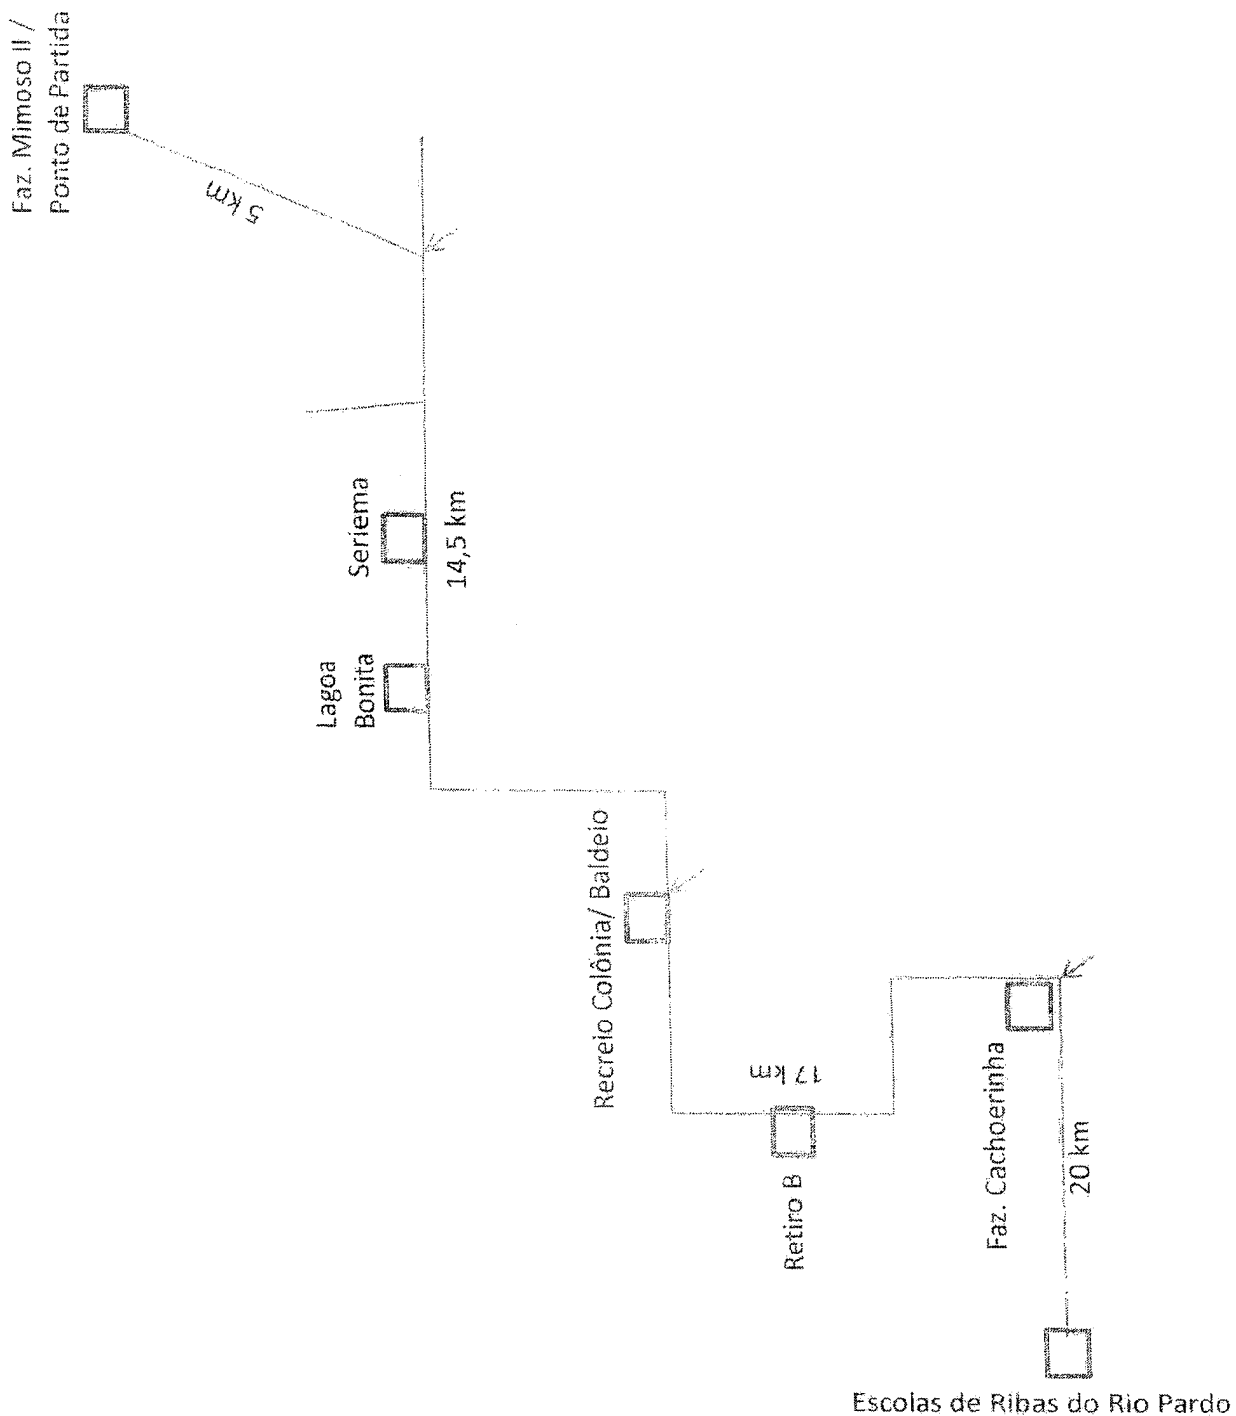 Faz. Mimoso II /
Ponto de Partida
5 km
Seriema
14,5 km
Lagoa
Bonita
Recreio Colônia/ Baldeio
17 km
Retiro B
Faz. Cachoerinha
20 km
Escolas de Ribas do Rio Pardo